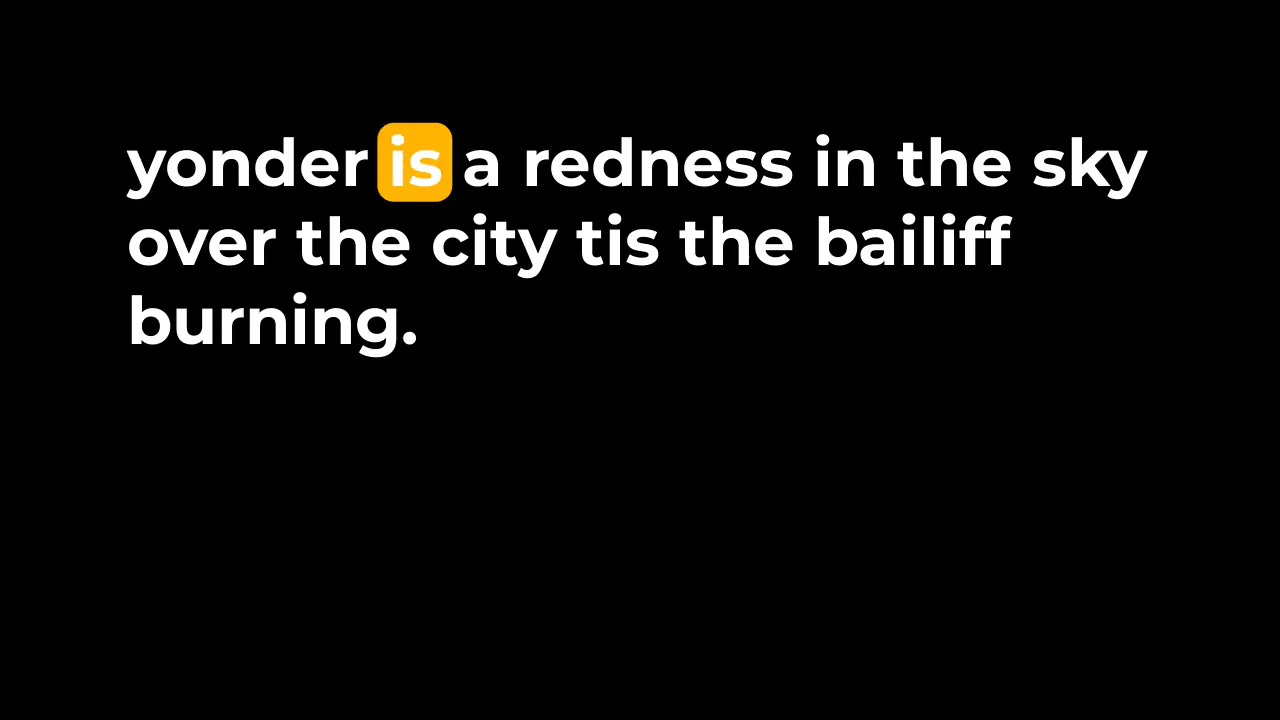 yonder is a redness in the sky
over the city tis the bailiff
burning.